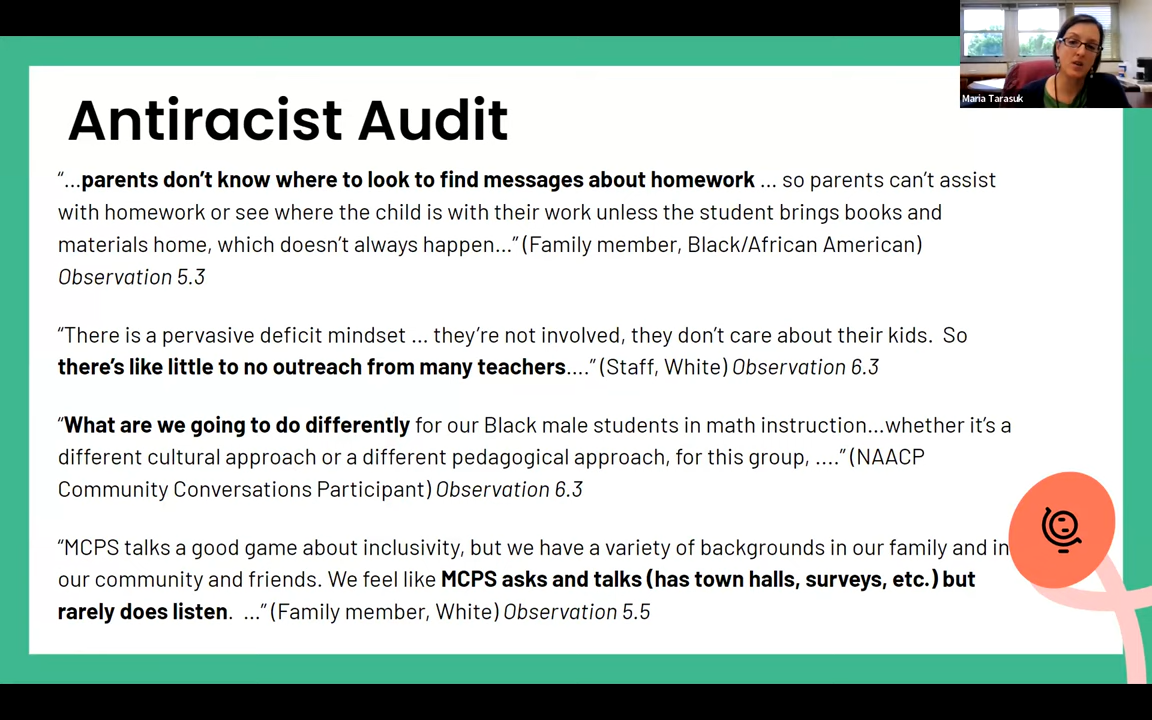 Maria Tarasuk
Antiracist Audit
“...parents don’t know where to look to find messages about homework ... so parents can’t assist
with homework or see where the child is with their work unless the student brings books and
materials home, which doesn’t always happen...” (Family member, Black/African American)
Observation 5.3
“There is a pervasive deficit mindset ... they’re not involved, they don’t care about their kids.  So
there’s like little to no outreach from many teachers....” (Staff, White) Observation 6.3
“What are we going to do differently for our Black male students in math instruction...whether it’s a
different cultural approach or a different pedagogical approach, for this group, ....” (NAACP
Community Conversations Participant) Observation 6.3
“MCPS talks a good game about inclusivity, but we have a variety of backgrounds in our family and in
our community and friends. We feel like MCPS asks and talks (has town halls, surveys, etc.) but
rarely does listen.  ...” (Family member, White) Observation 5.5